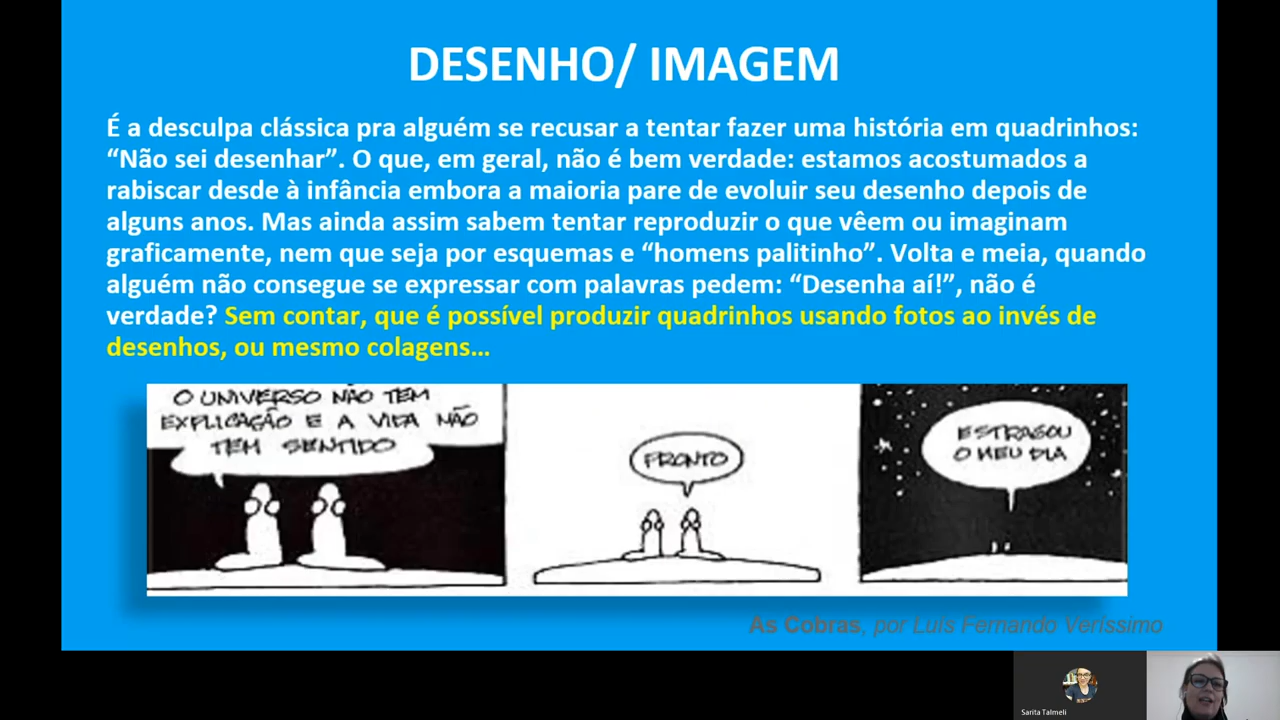 DESENHO/ IMAGEM
É a desculpa clássica pra alguém se recusar a tentar fazer uma história em quadrinhos:
“Não sei desenhar”. O que, em geral, não é bem verdade: estamos acostumados a
rabiscar desde à infância embora a maioria pare de evoluir seu desenho depois de
alguns anos. Mas ainda assim sabem tentar reproduzir o que vêem ou imaginam
graficamente, nem que seja por esquemas e “homens palitinho”. Volta e meia, quando
alguém não consegue se expressar com palavras pedem: “Desenha aí!”, não é
verdade? Sem contar, que é possível produzir quadrinhos usando fotos ao invés de
desenhos, ou mesmo colagens...
O UNIVERSO NÃO TEM
EXPLICAÇÃO E A VIDA NÃO
TEM SENTIDO
PRONTO
ESTRAGOU
O MEU DIA
As Cobras, por Luis Fernando Veríssimo
Sarita Talmeli